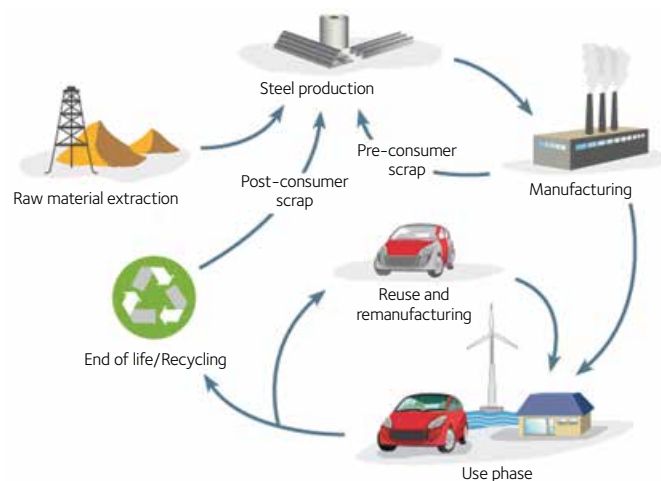 Steel production
Pre-consumer
scrap
Manufacturing
Raw material extraction
Post-consumer
scrap
Reuse and
remanufacturing
End of life/Recycling
Use phase